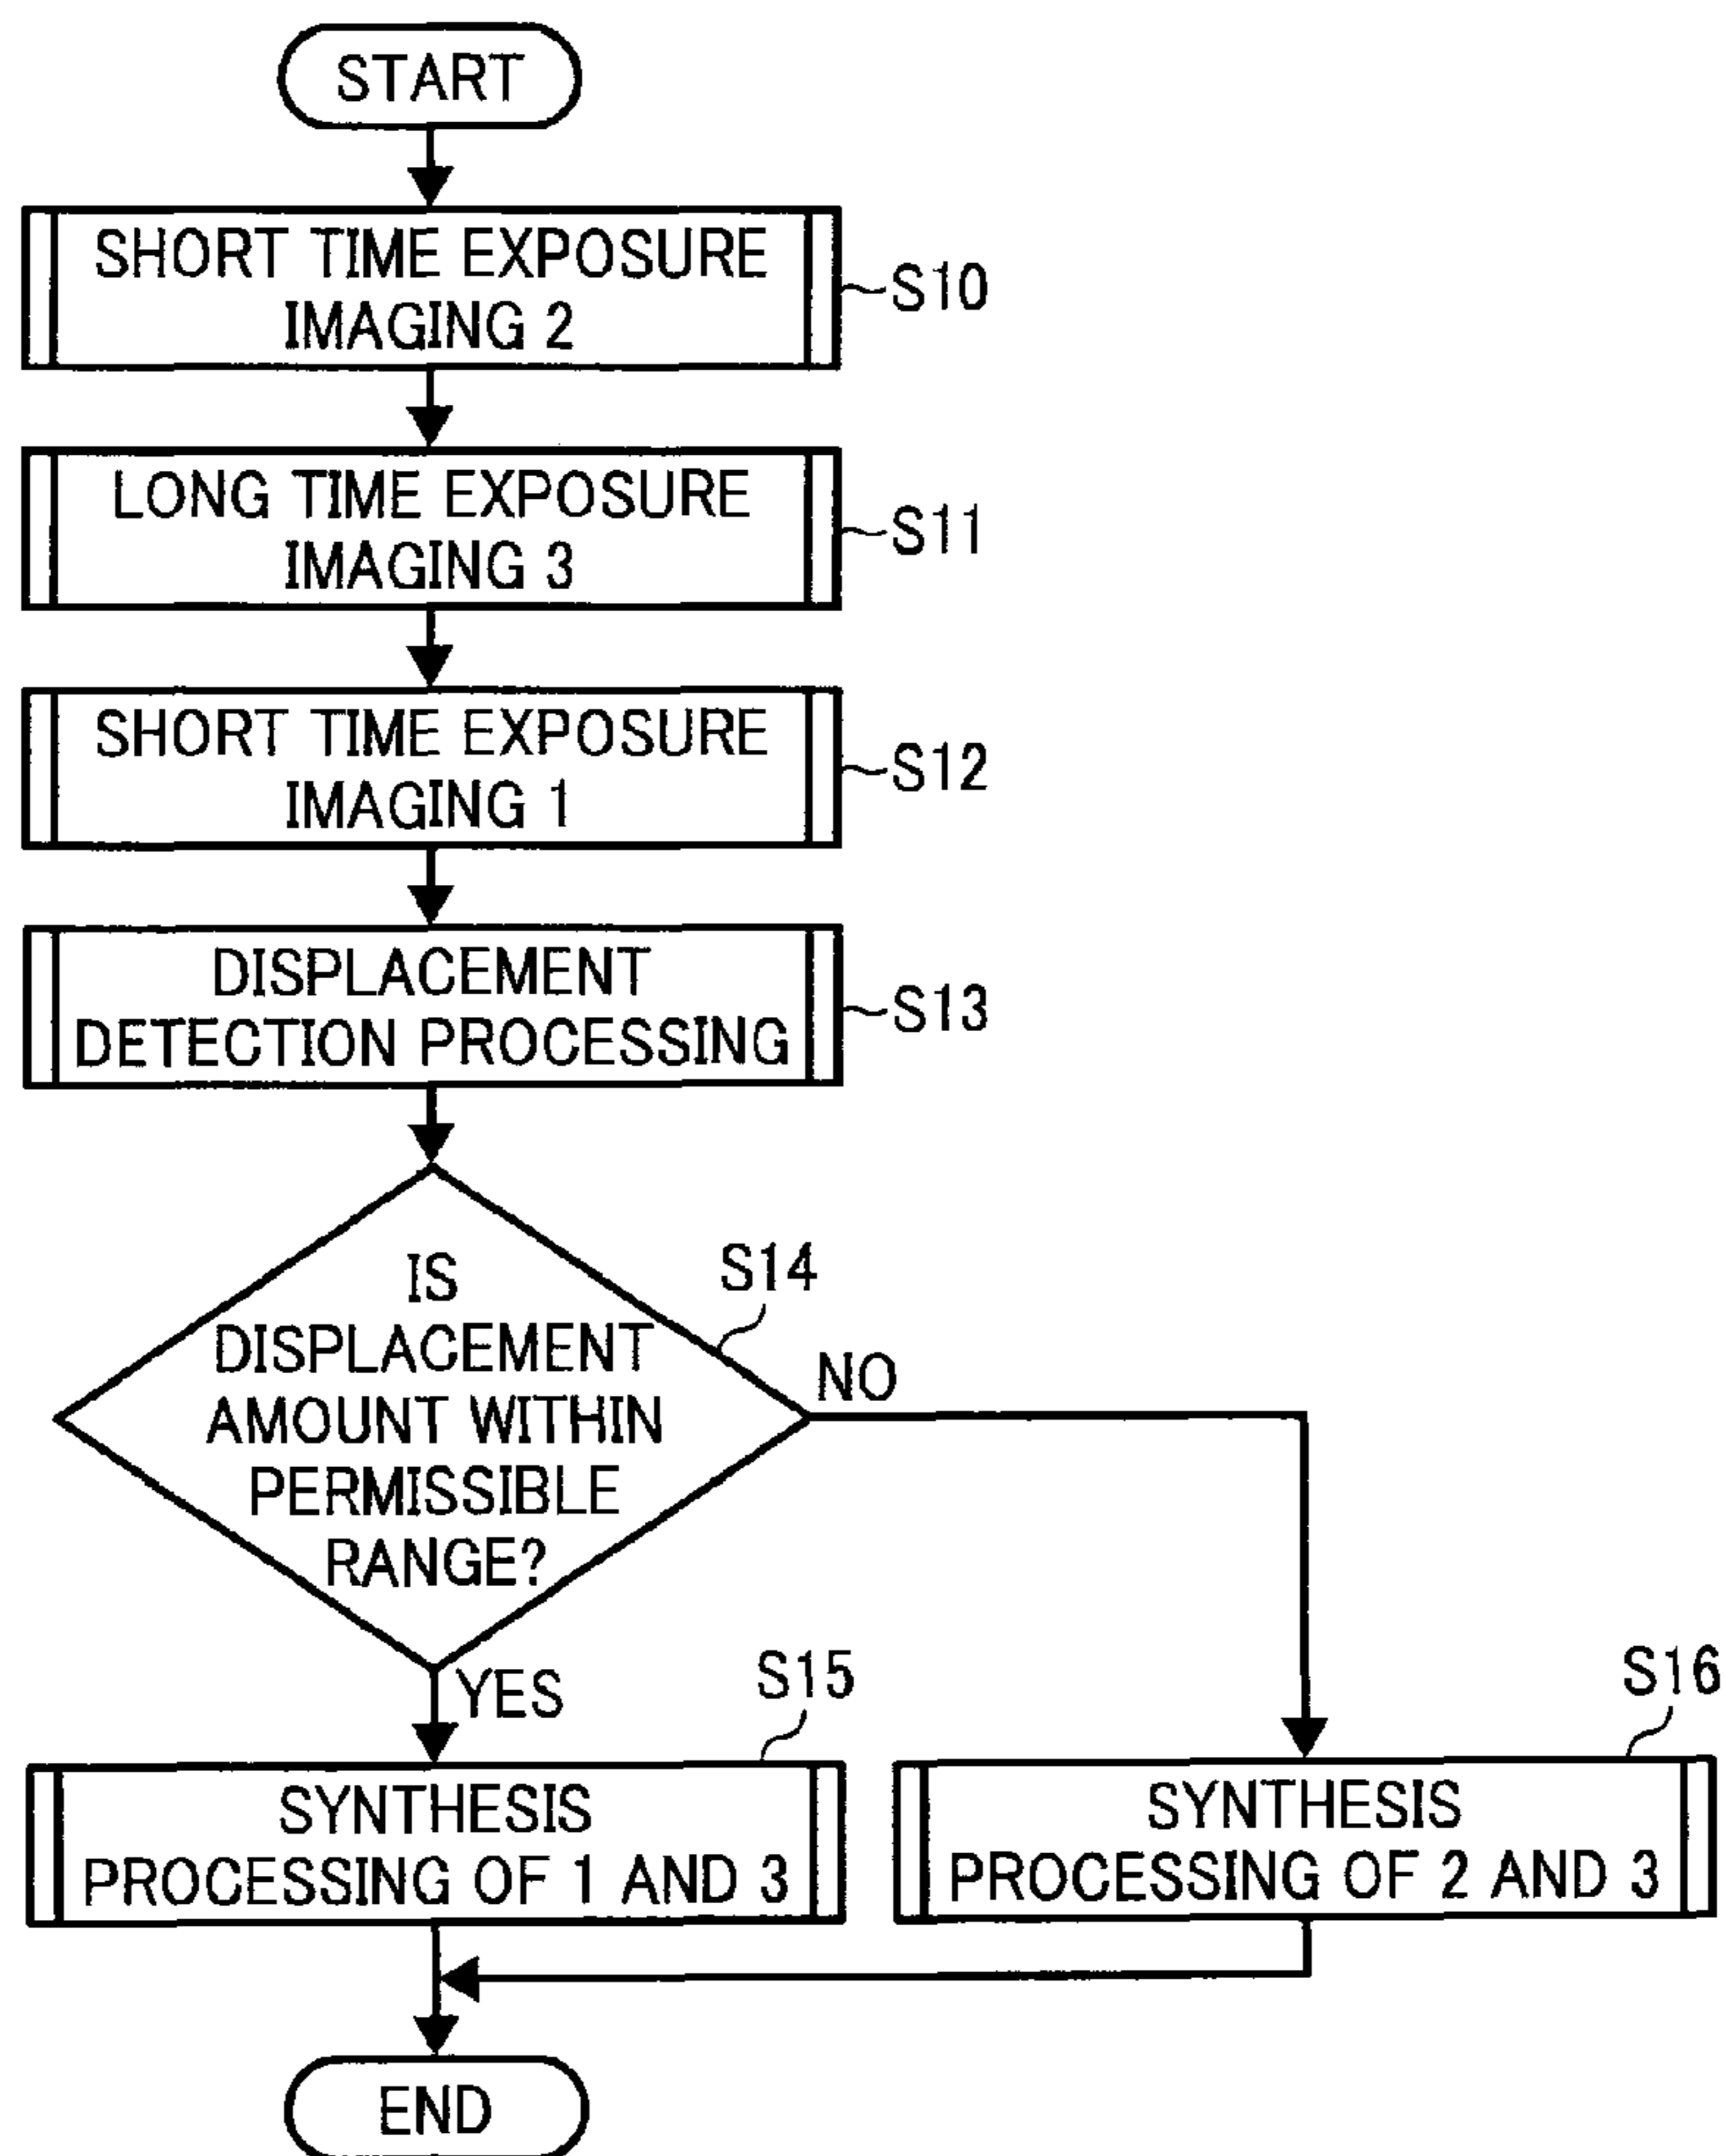 START
SHORT TIME EXPOSURE
IMAGING 2
S10
LONG TIME EXPOSURE
IMAGING 3
S11
SHORT TIME EXPOSURE
IMAGING 1
S12
DISPLACEMENT
DETECTION PROCESSING
S13
IS
DISPLACEMENT
AMOUNT WITHIN
PERMISSIBLE
RANGE?
S14
NO
YES
S15
SYNTHESIS
PROCESSING OF 1 AND 3
S16
SYNTHESIS
PROCESSING OF 2 AND 3
END